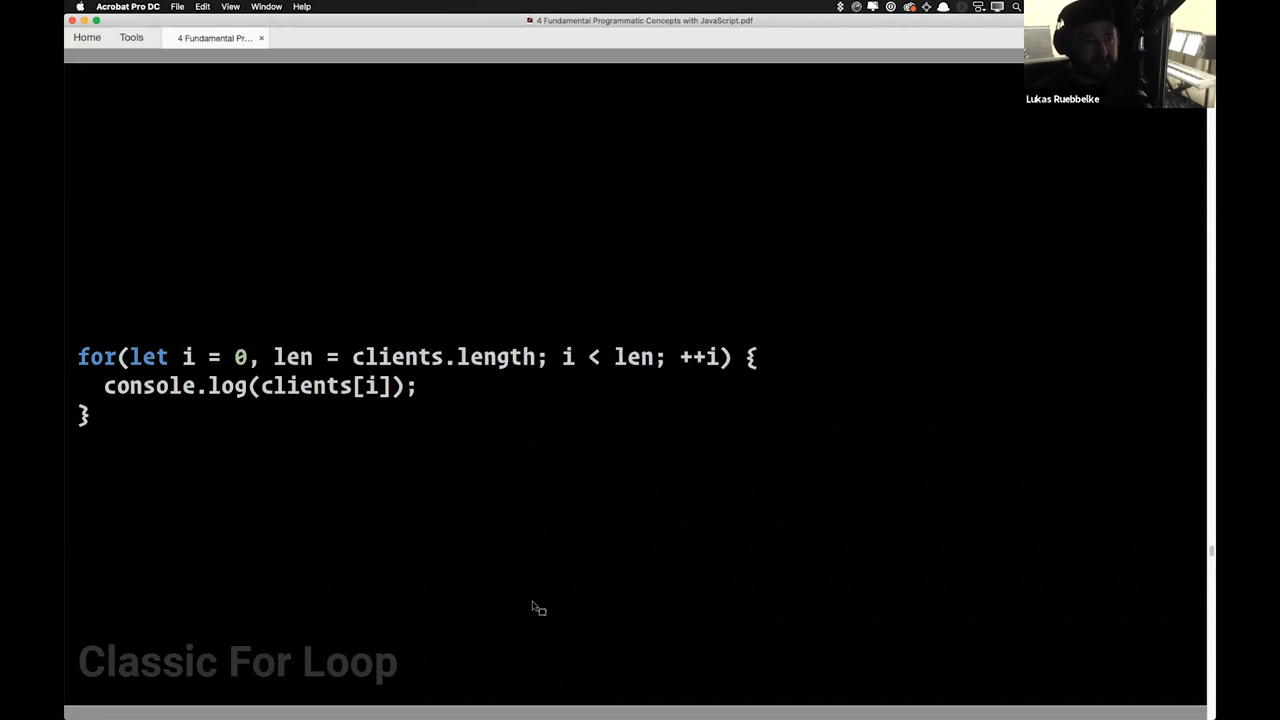 Acrobat Pro DC File Edit View Window Help
4 Fundamental Programmatic Concepts with JavaScript.pdf
Home Tools 4 Fundamental Pr... ×
Lukas Ruebbelke
for(let i = 0, len = clients.length; i < len; ++i) {
console.log(clients[i]);
}
Classic For Loop